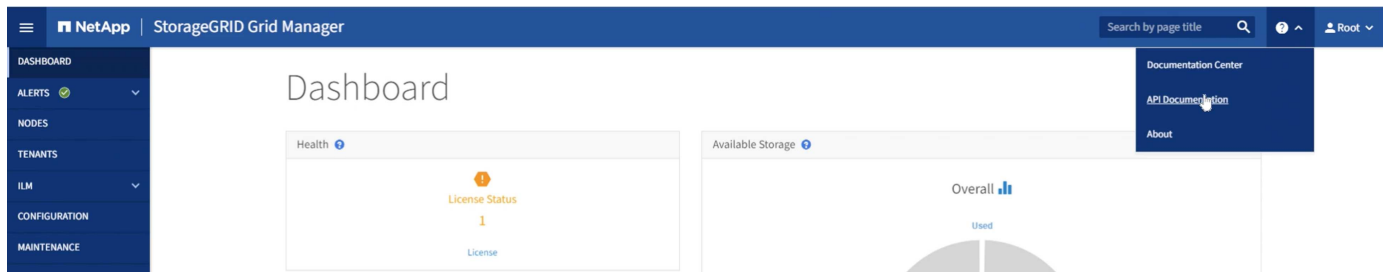 NetApp | StorageGRID Grid Manager
Search by page title
Root
DASHBOARD
ALERTS
NODES
TENANTS
ILM
CONFIGURATION
MAINTENANCE
Documentation Center
API Documentation
About
Dashboard
Health
License Status
1
License
Available Storage
Overall
Used